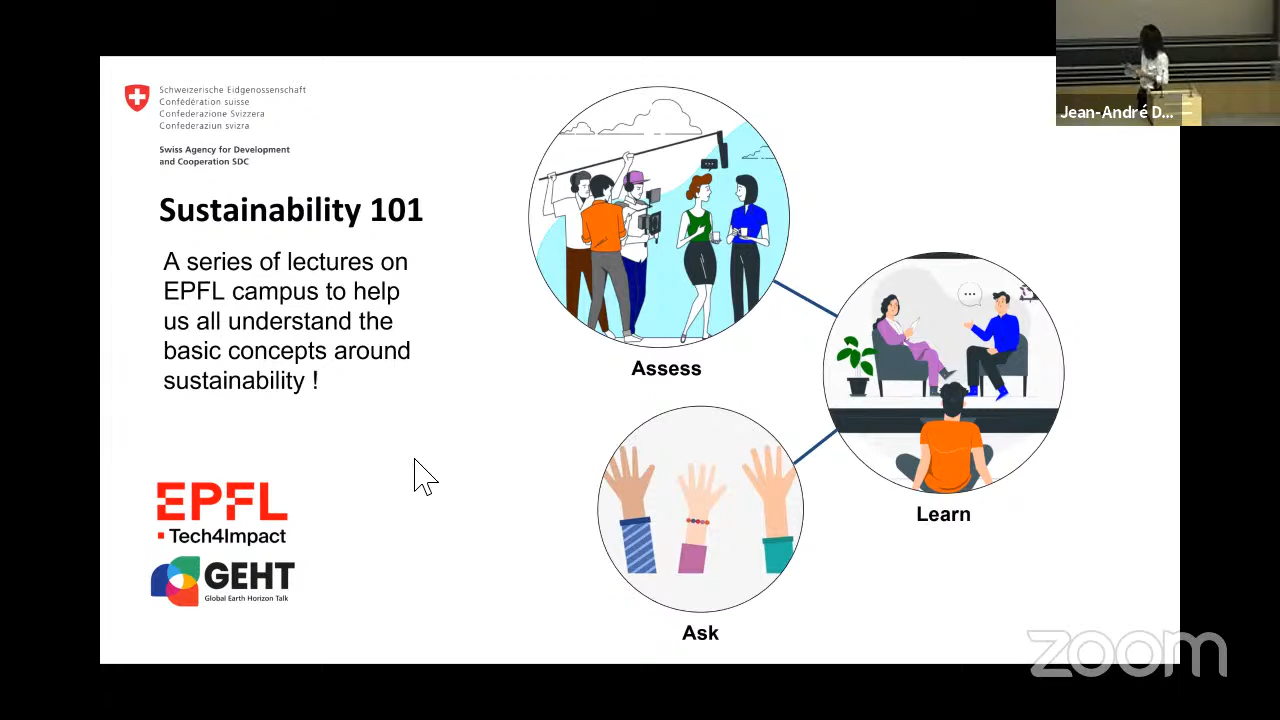 Schweizerische Eidgenossenschaft
Confédération suisse
Confederazione Svizzera
Confederaziun svizra
Swiss Agency for Development
and Cooperation SDC
Sustainability 101
A series of lectures on
EPFL campus to help
us all understand the
basic concepts around
sustainability !
EPFL
Tech4Impact
GEHT
Global Earth Horizon Talk
Assess
Learn
Ask
Jean-André D...
zoom